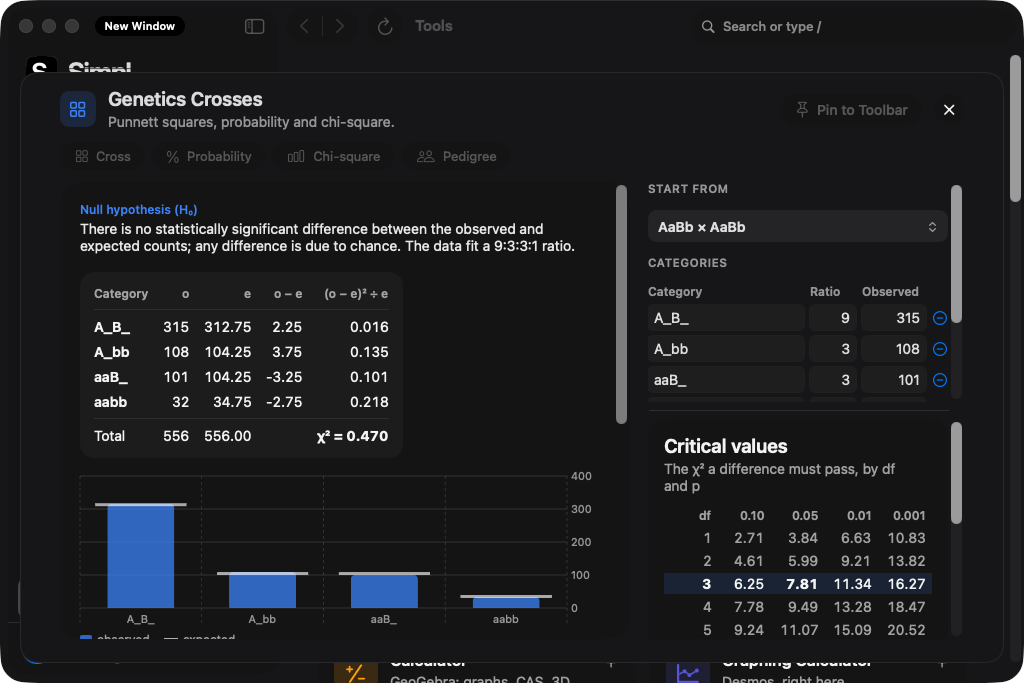 New Window
Tools
Search or type /
Simpl
Genetics Crosses
Punnett squares, probability and chi-square.
Pin to Toolbar
Cross
Probability
Chi-square
Pedigree
Null hypothesis (H₀)
There is no statistically significant difference between the observed and
expected counts; any difference is due to chance. The data fit a 9:3:3:1 ratio.
Category o e o – e (o – e)² ÷ e
A_B_ 315 312.75 2.25 0.016
A_bb 108 104.25 3.75 0.135
aaB_ 101 104.25 -3.25 0.101
aabb 32 34.75 -2.75 0.218
Total 556 556.00 χ² = 0.470
400
300
200
100
0
A_B_ A_bb aaB_ aabb
observed expected
START FROM
AaBb × AaBb
CATEGORIES
Category Ratio Observed
A_B_ 9 315
A_bb 3 108
aaB_ 3 101
Critical values
The χ² a difference must pass, by df
and p
df 0.10 0.05 0.01 0.001
1 2.71 3.84 6.63 10.83
2 4.61 5.99 9.21 13.82
3 6.25 7.81 11.34 16.27
4 7.78 9.49 13.28 18.47
5 9.24 11.07 15.09 20.52
Calculator
GeoGebra: graphs, CAS, 3D
Graphing Calculator
Desmos, right here